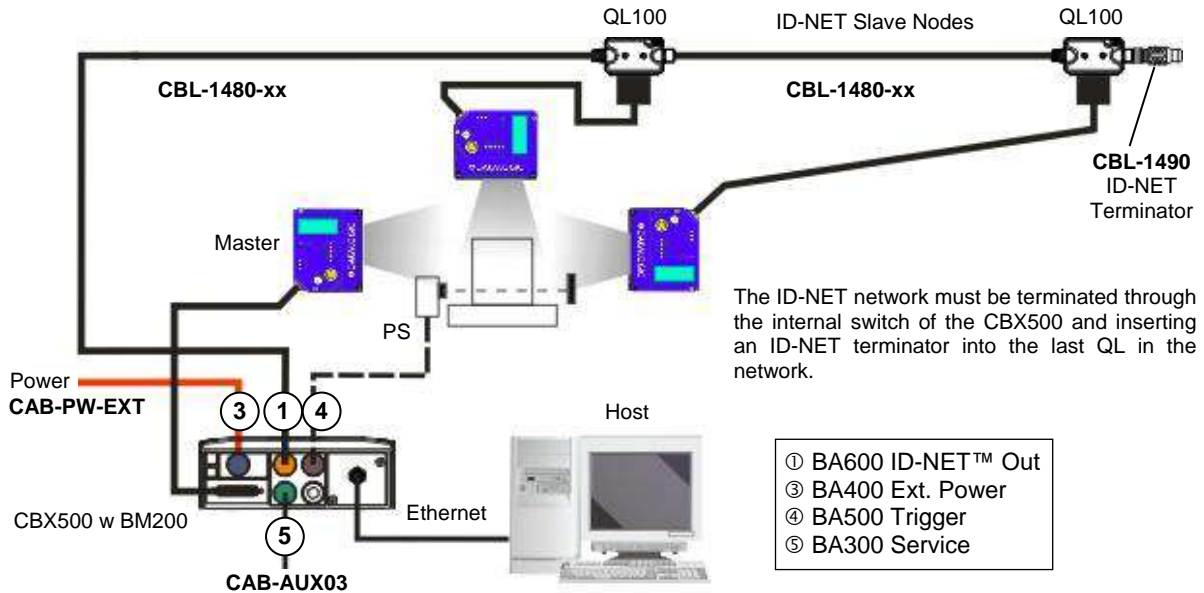 QL100
ID-NET Slave Nodes
QL100
CBL-1480-xx
CBL-1480-xx
CBL-1490
ID-NET
Terminator
Master
PS
The ID-NET network must be terminated through
the internal switch of the CBX500 and inserting
an ID-NET terminator into the last QL in the
network.
Power
CAB-PW-EXT
3
1
4
Host
① BA600 ID-NET™ Out
③ BA400 Ext. Power
④ BA500 Trigger
⑤ BA300 Service
CBX500 w BM200
Ethernet
5
CAB-AUX03